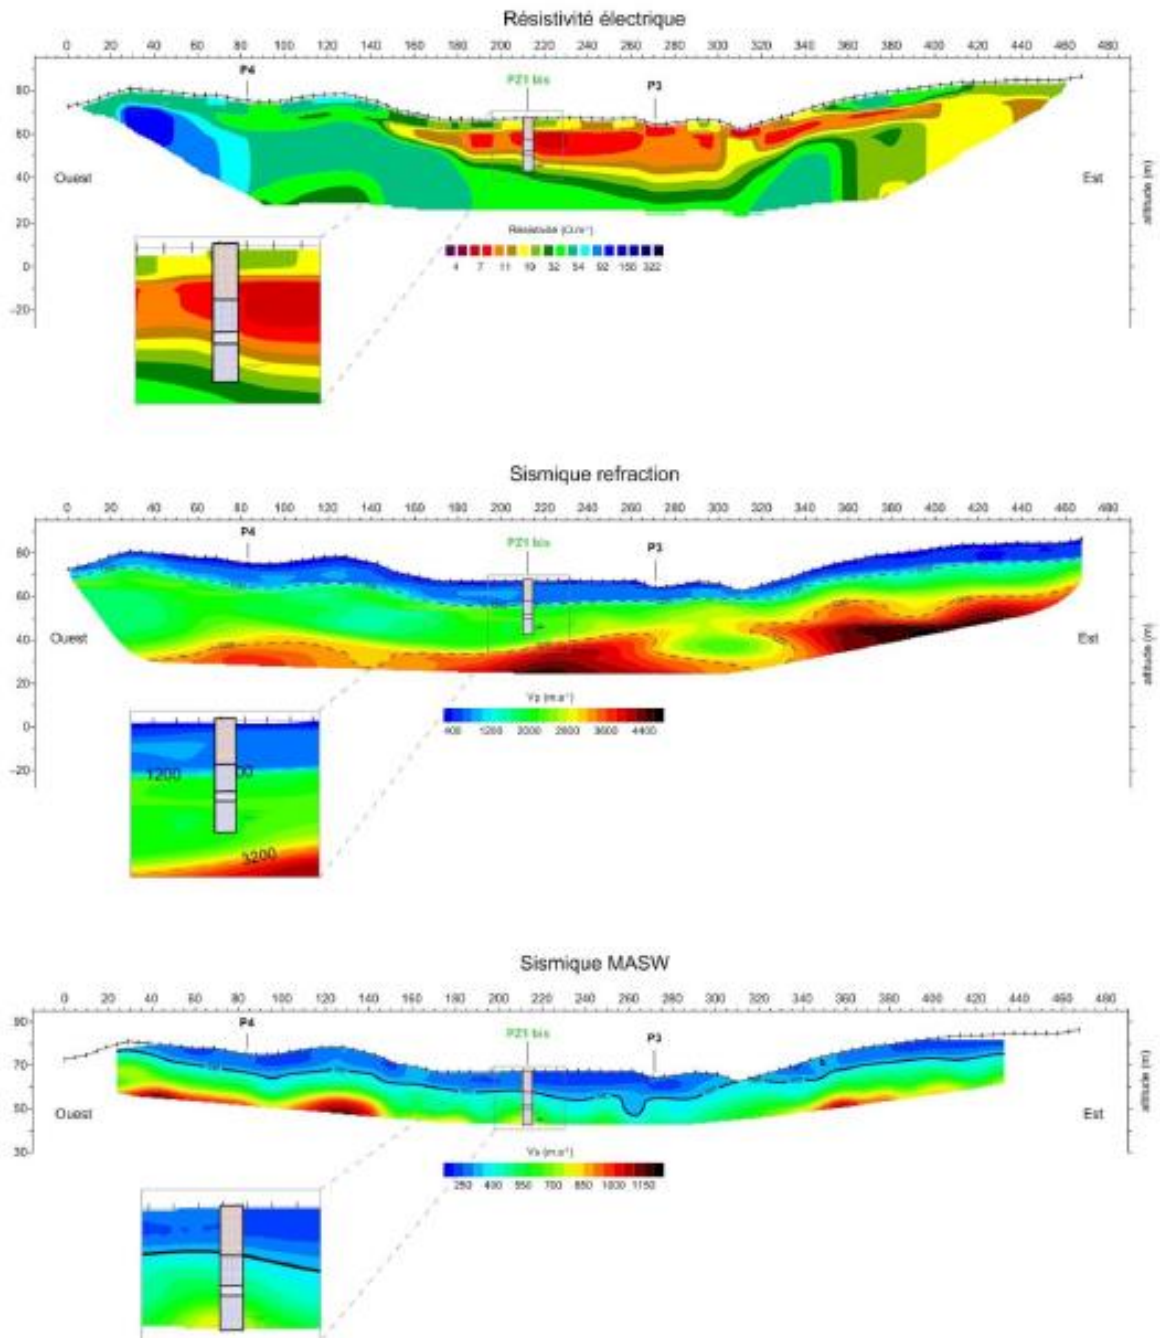 Résistivité électrique
0 20 40 60 80 100 120 140 160 180 200 220 240 260 280 300 320 340 360 380 400 420 440 460 480
P4
PZ1 bis
P3
80
60
40
20
0
-20
Ouest
Est
altitude (m)
Résistivité (Ω.m)
4 7 11 19 32 54 92 156 322
Sismique refraction
0 20 40 60 80 100 120 140 160 180 200 220 240 260 280 300 320 340 360 380 400 420 440 460 480
P4
PZ1 bis
P3
80
60
40
20
0
-20
Ouest
Est
altitude (m)
Vp (m.s⁻¹)
400 1200 2000 2800 3600 4400
1200
00
3200
Sismique MASW
0 20 40 60 80 100 120 140 160 180 200 220 240 260 280 300 320 340 360 380 400 420 440 460 480
P4
PZ1 bis
P3
90
70
50
30
Ouest
Est
altitude (m)
Vs (m.s⁻¹)
250 400 550 700 850 1000 1150